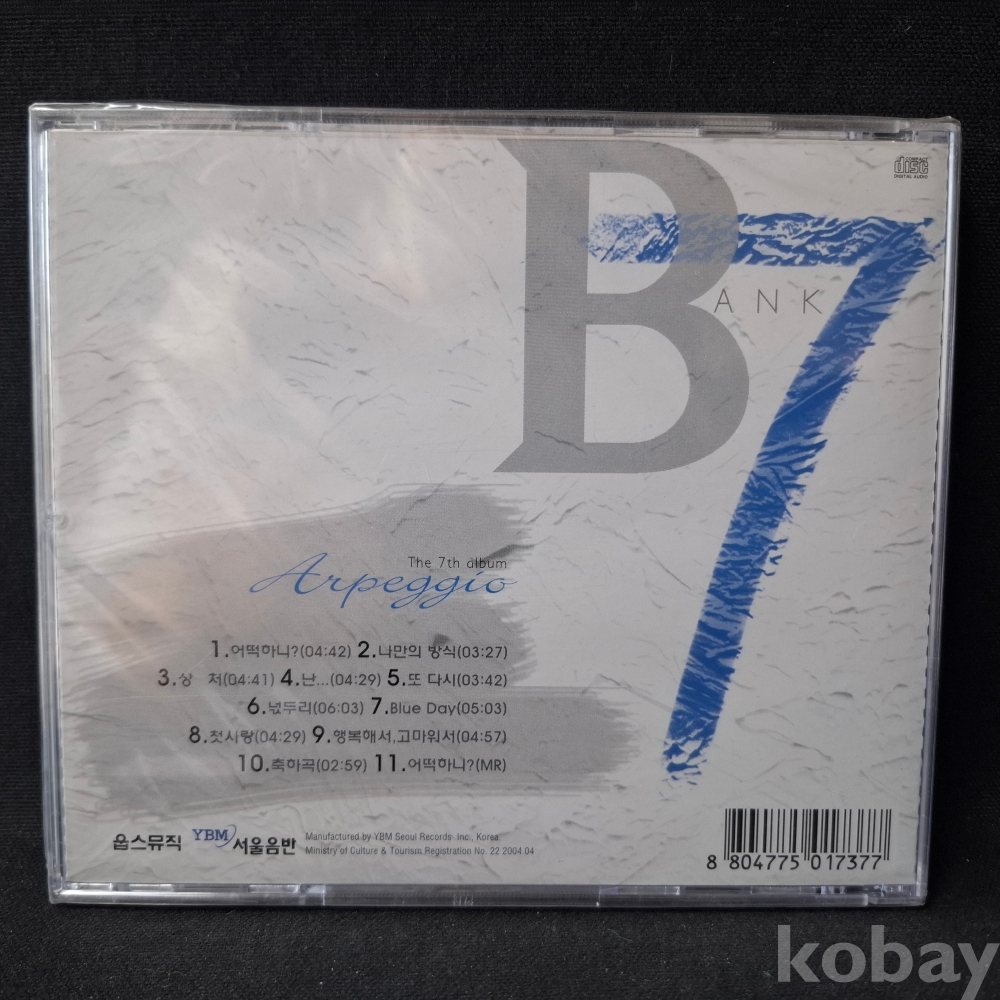 COMPACT
disc
DIGITAL AUDIO
BANK
7
The 7th album
Arpeggio
1.어떡하니?(04:42) 2.나만의 방식(03:27)
3.상 처(04:41) 4.난...(04:29) 5.또 다시(03:42)
6.넋두리(06:03) 7.Blue Day(05:03)
8.첫사랑(04:29) 9.행복해서,고마워서(04:57)
10.축하곡(02:59) 11.어떡하니?(MR)
욥스뮤직 YBM 서울음반 Manufactured by YBM Seoul Records Inc., Korea.
Ministry of Culture & Tourism Registration No. 22 2004.04
8 804775 017377
kobay